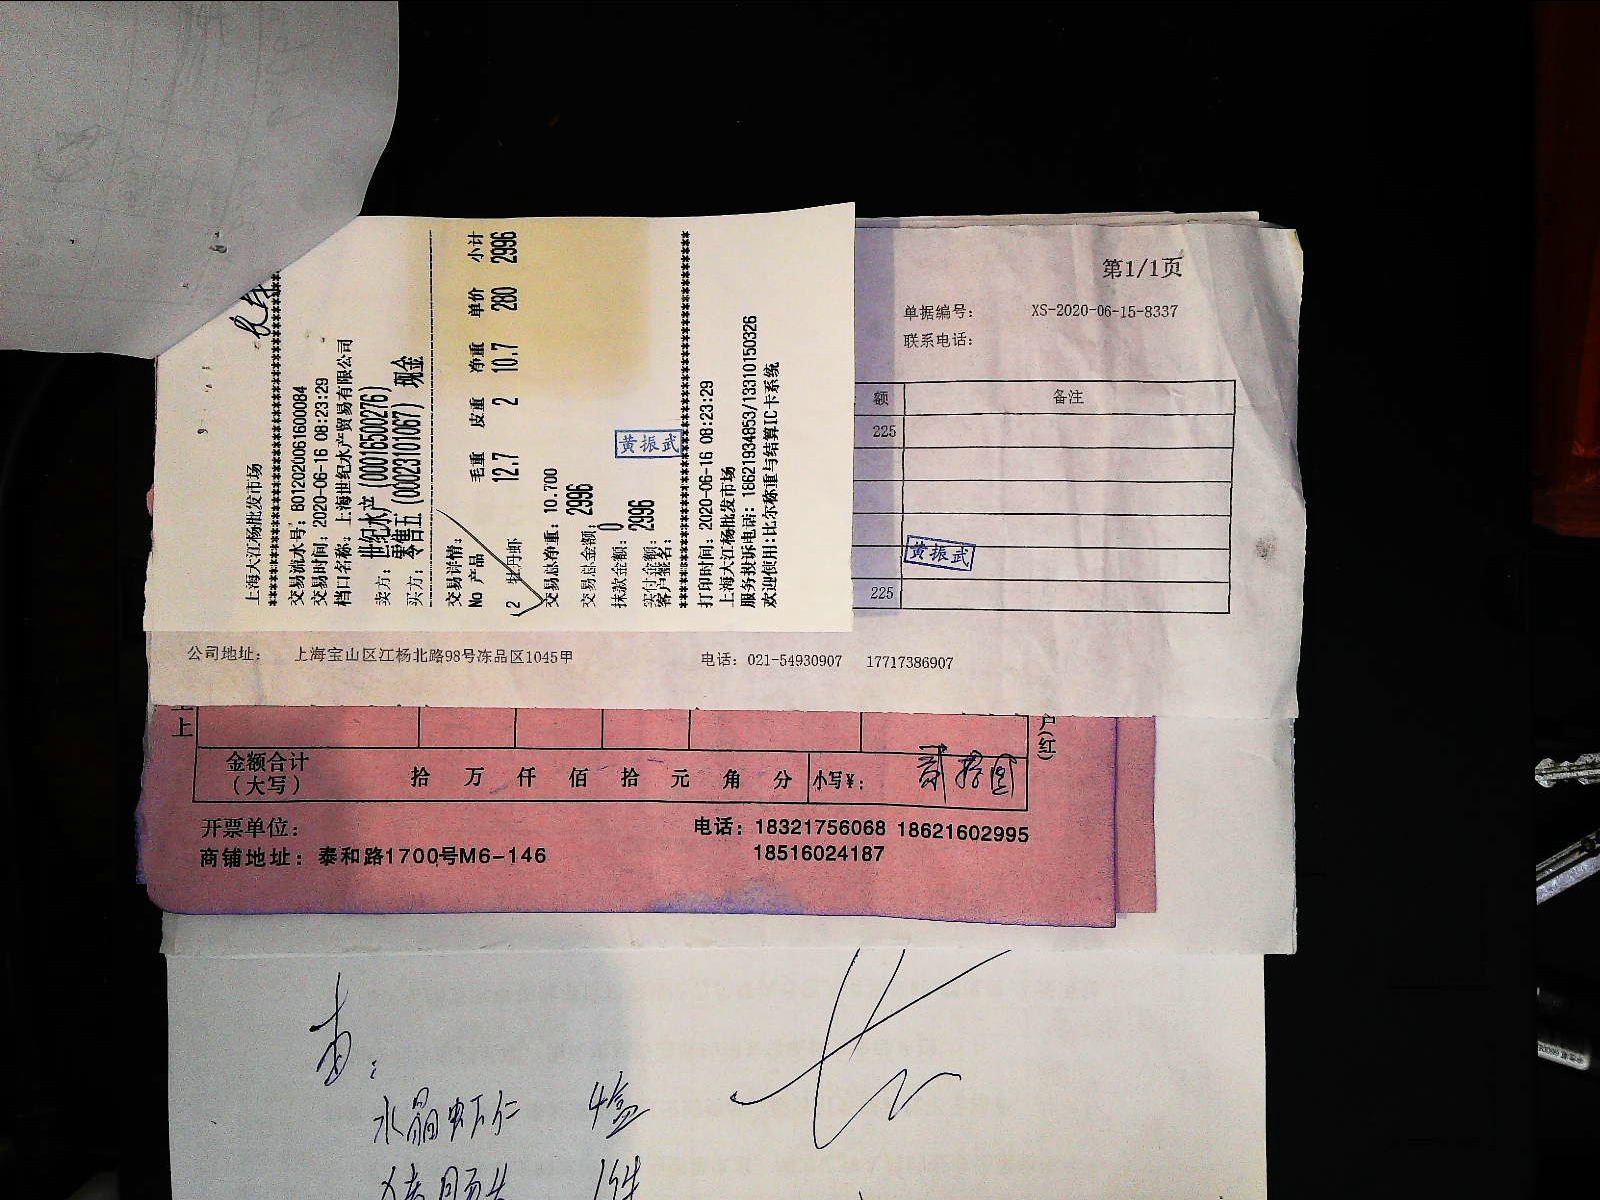 上海大江杨批发市场
************************************
交易流水号：B012020061600084
交易时间：2020-06-16 08:23:29
档口名称：上海世纪水产贸易有限公司
卖方：世纪水产(00016500276)
买方：零售五(00023101067) 现金
交易详情：
No 产品 毛重 皮重 净重 单价 小计
2 牡丹虾 12.7 2 10.7 280 2996
交易总净重：10.700
交易总金额：2996
抹款金额：0
实付金额：2996
客户签名：
黄振武
************************************
打印时间：2020-06-16 08:23:29
上海大江杨批发市场
服务投诉电话：18621934853/13310150326
欢迎使用：比尔称重与结算IC卡系统
第1/1页
单据编号： XS-2020-06-15-8337
联系电话：
额 备注
225
黄振武
225
公司地址： 上海宝山区江杨北路98号冻品区1045甲 电话：021-54930907 17717386907
上
户(红)
金额合计
（大写） 拾 万 仟 佰 拾 元 角 分 小写¥： 贰拾圆
开票单位： 电话：18321756068 18621602995
商铺地址：泰和路1700号M6-146 18516024187
水晶虾仁 4盒
1件